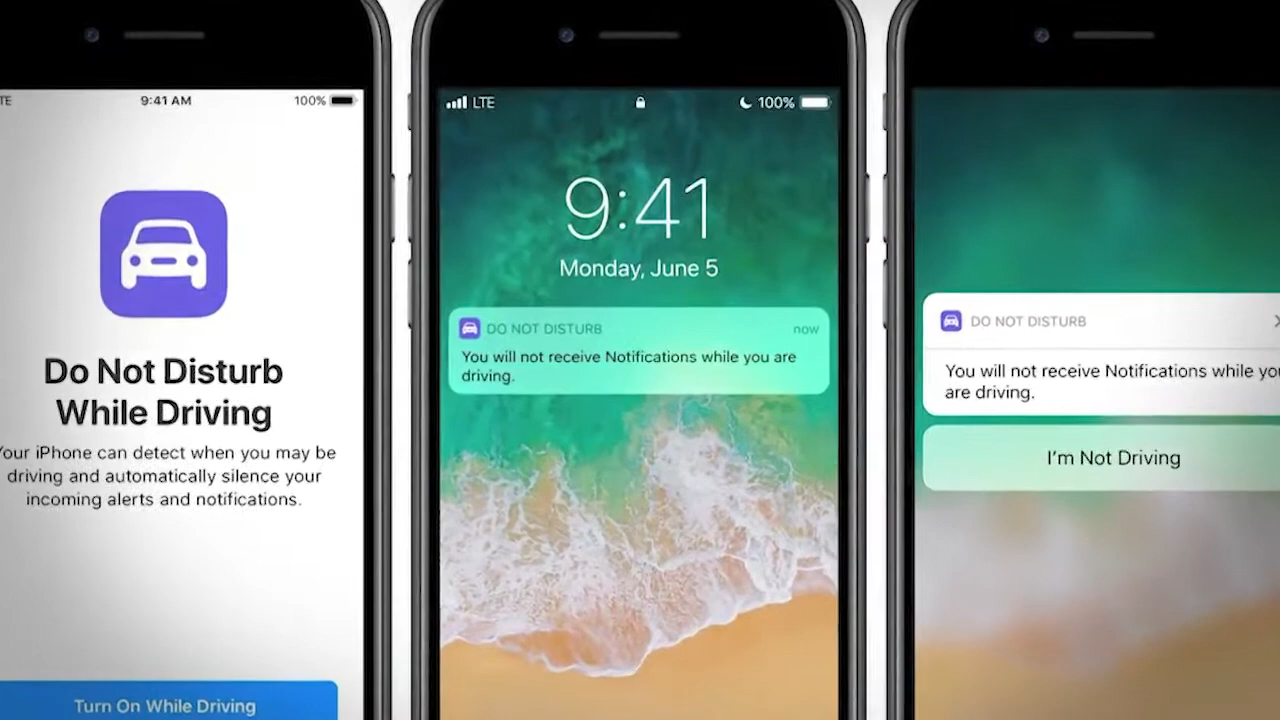 9:41 AM
100%
Do Not Disturb
While Driving
Your iPhone can detect when you may be
driving and automatically silence your
incoming alerts and notifications.
Turn On While Driving
LTE
100%
9:41
Monday, June 5
DO NOT DISTURB
now
You will not receive Notifications while you are
driving.
DO NOT DISTURB
You will not receive Notifications while you
are driving.
I'm Not Driving